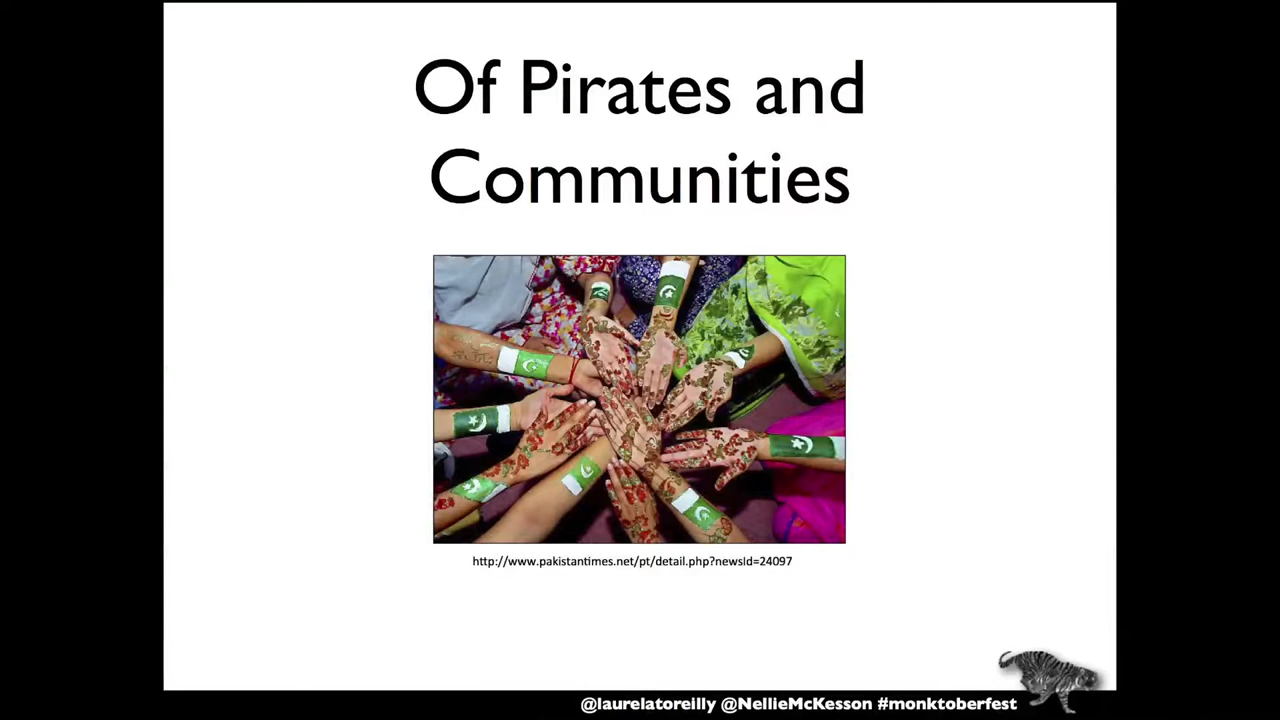 Of Pirates and
Communities
http://www.pakistantimes.net/pt/detail.php?newsId=24097
@laurelatoreilly @NellieMcKesson #monktoberfest